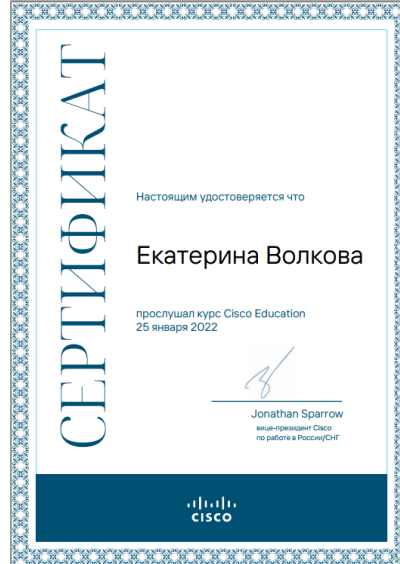 СЕРТИФИКАТ
Настоящим удостоверяется что
Екатерина Волкова
прослушал курс Cisco Education
25 января 2022
Jonathan Sparrow
вице-президент Cisco
по работе в России/СНГ
CISCO